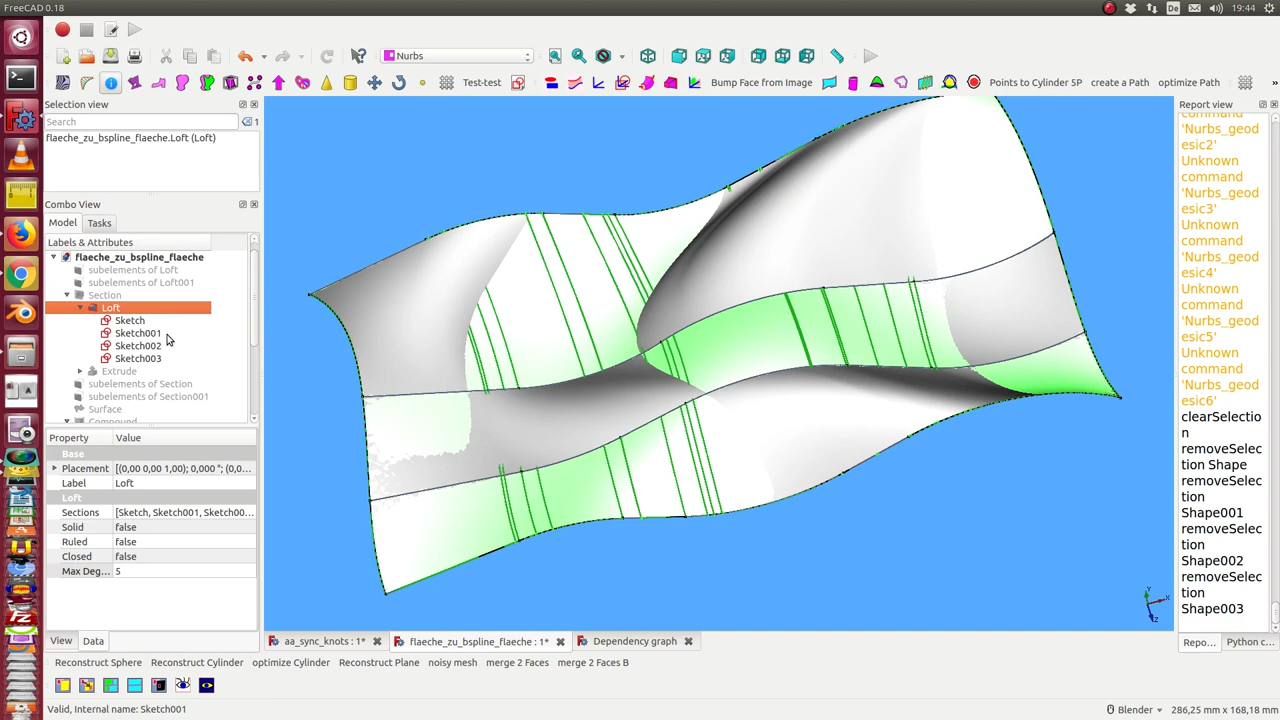 FreeCAD 0.18
De
19:44
Nurbs
Test-test
Bump Face from Image
Points to Cylinder 5P
create a Path
optimize Path
Selection view
Search
1
flaeche_zu_bspline_flaeche.Loft (Loft)
Combo View
Model
Tasks
Labels & Attributes
flaeche_zu_bspline_flaeche
subelements of Loft
subelements of Loft001
Section
Loft
Sketch
Sketch001
Sketch002
Sketch003
Extrude
subelements of Section
subelements of Section001
Surface
Compound
Property Value
Base
Placement [(0,00 0,00 1,00); 0,000 °; (0,0...
Label Loft
Loft
Sections [Sketch, Sketch001, Sketch00...
Solid false
Ruled false
Closed false
Max Deg... 5
View
Data
Report view
command
'Nurbs_geod
esic2'
Unknown
command
'Nurbs_geod
esic3'
Unknown
command
'Nurbs_geod
esic4'
Unknown
command
'Nurbs_geod
esic5'
Unknown
command
'Nurbs_geod
esic6'
clearSelectio
n
removeSelec
tion Shape
removeSelec
tion
Shape001
removeSelec
tion
Shape002
removeSelec
tion
Shape003
Y
X
Z
aa_sync_knots : 1*
flaeche_zu_bspline_flaeche : 1*
Dependency graph
Repo...
Python c...
Reconstruct Sphere
Reconstruct Cylinder
optimize Cylinder
Reconstruct Plane
noisy mesh
merge 2 Faces
merge 2 Faces B
Valid, Internal name: Sketch001
Blender
286,25 mm x 168,18 mm